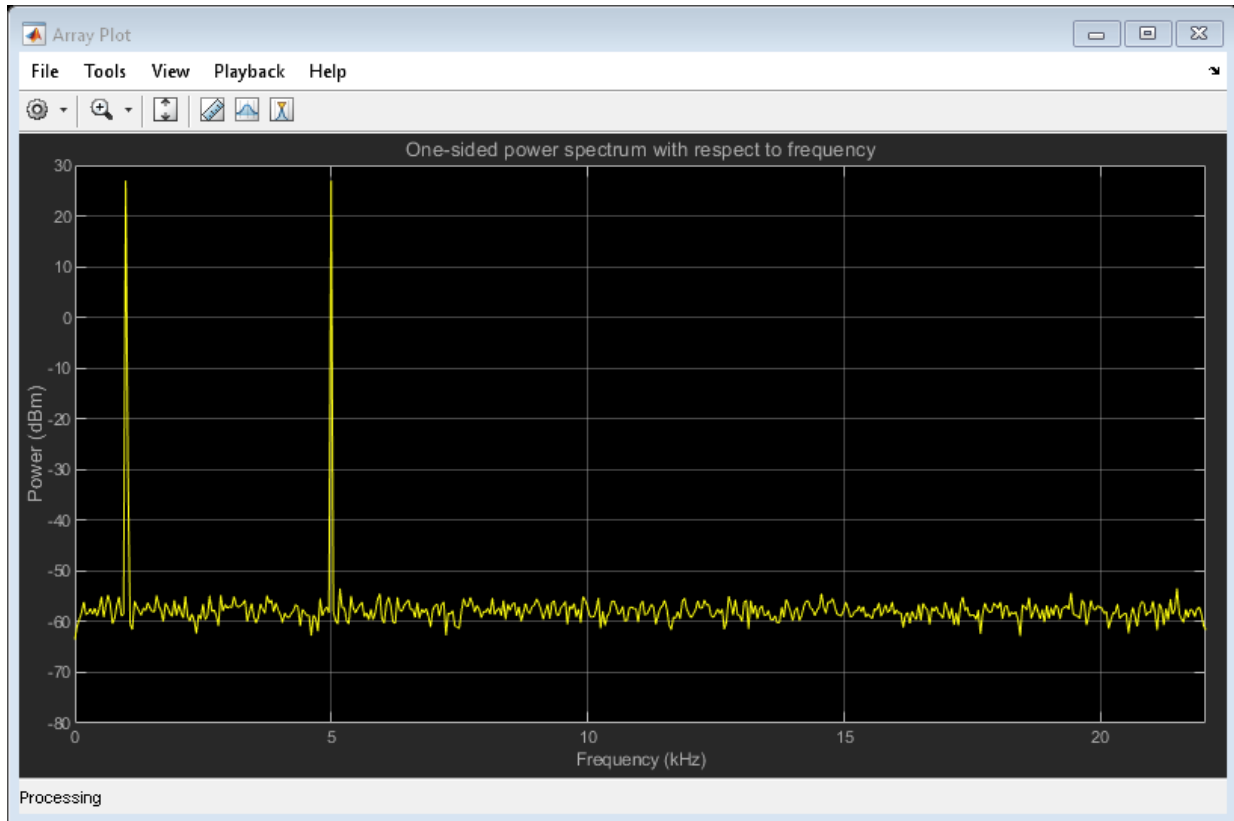 Array Plot
File Tools View Playback Help
One-sided power spectrum with respect to frequency
30
20
10
0
-10
-20
-30
-40
-50
-60
-70
-80
Power (dBm)
0 5 10 15 20
Frequency (kHz)
Processing